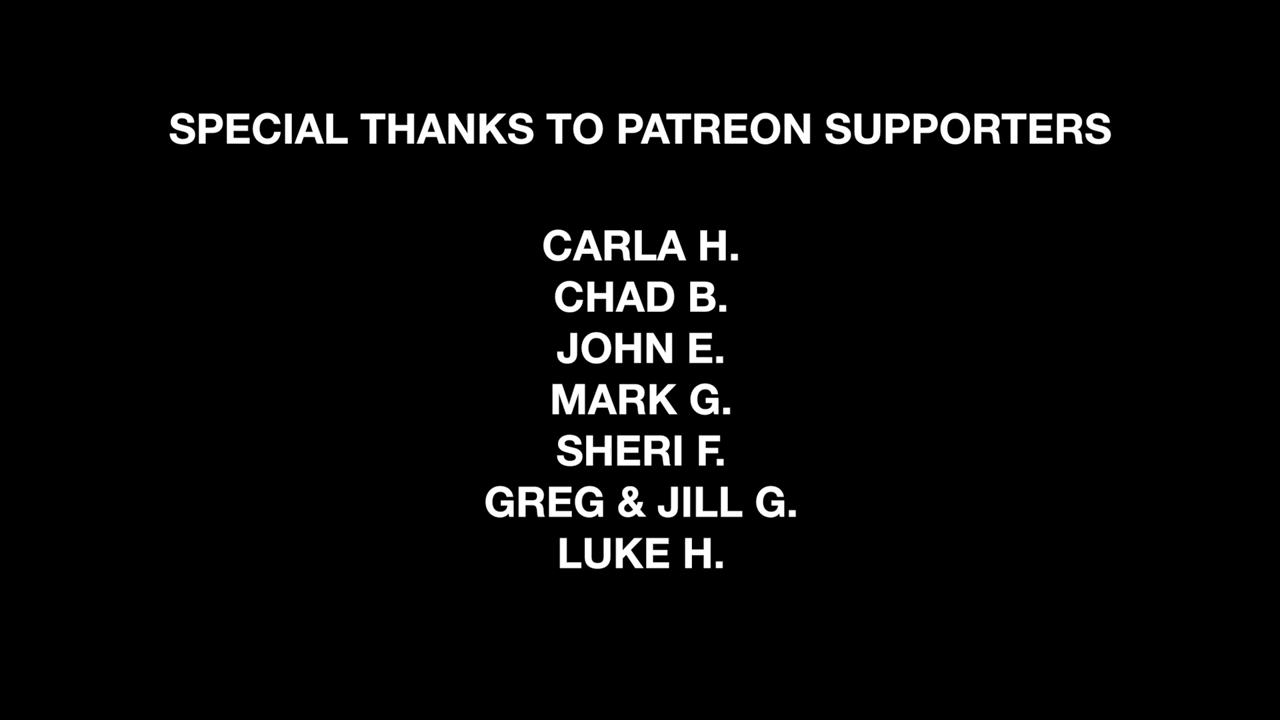 SPECIAL THANKS TO PATREON SUPPORTERS
CARLA H.
CHAD B.
JOHN E.
MARK G.
SHERI F.
GREG & JILL G.
LUKE H.